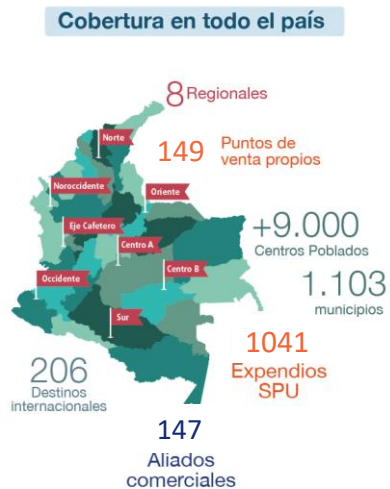 Cobertura en todo el país
8 Regionales
Norte
149 Puntos de
venta propios
Noroccidente
Oriente
Eje Cafetero
+9.000
Centros Poblados
Centro A
Centro B
Occidente
1.103
municipios
Sur
1041
Expendios
SPU
206
Destinos
internacionales
147
Aliados
comerciales